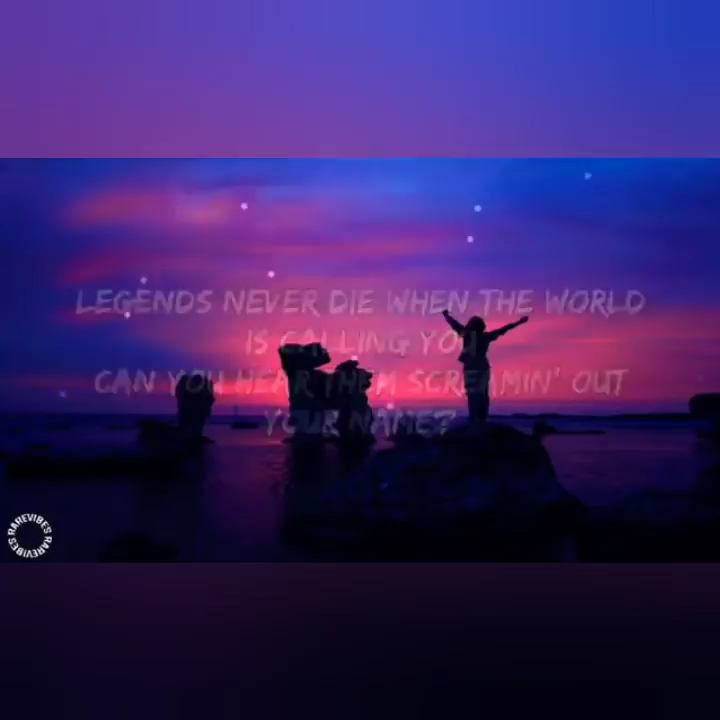 LEGENDS NEVER DIE WHEN THE WORLD
IS CALLING YOU
CAN YOU HEAR THEM SCREAMIN' OUT
YOUR NAME?
RAREVIBES RAREVIBES